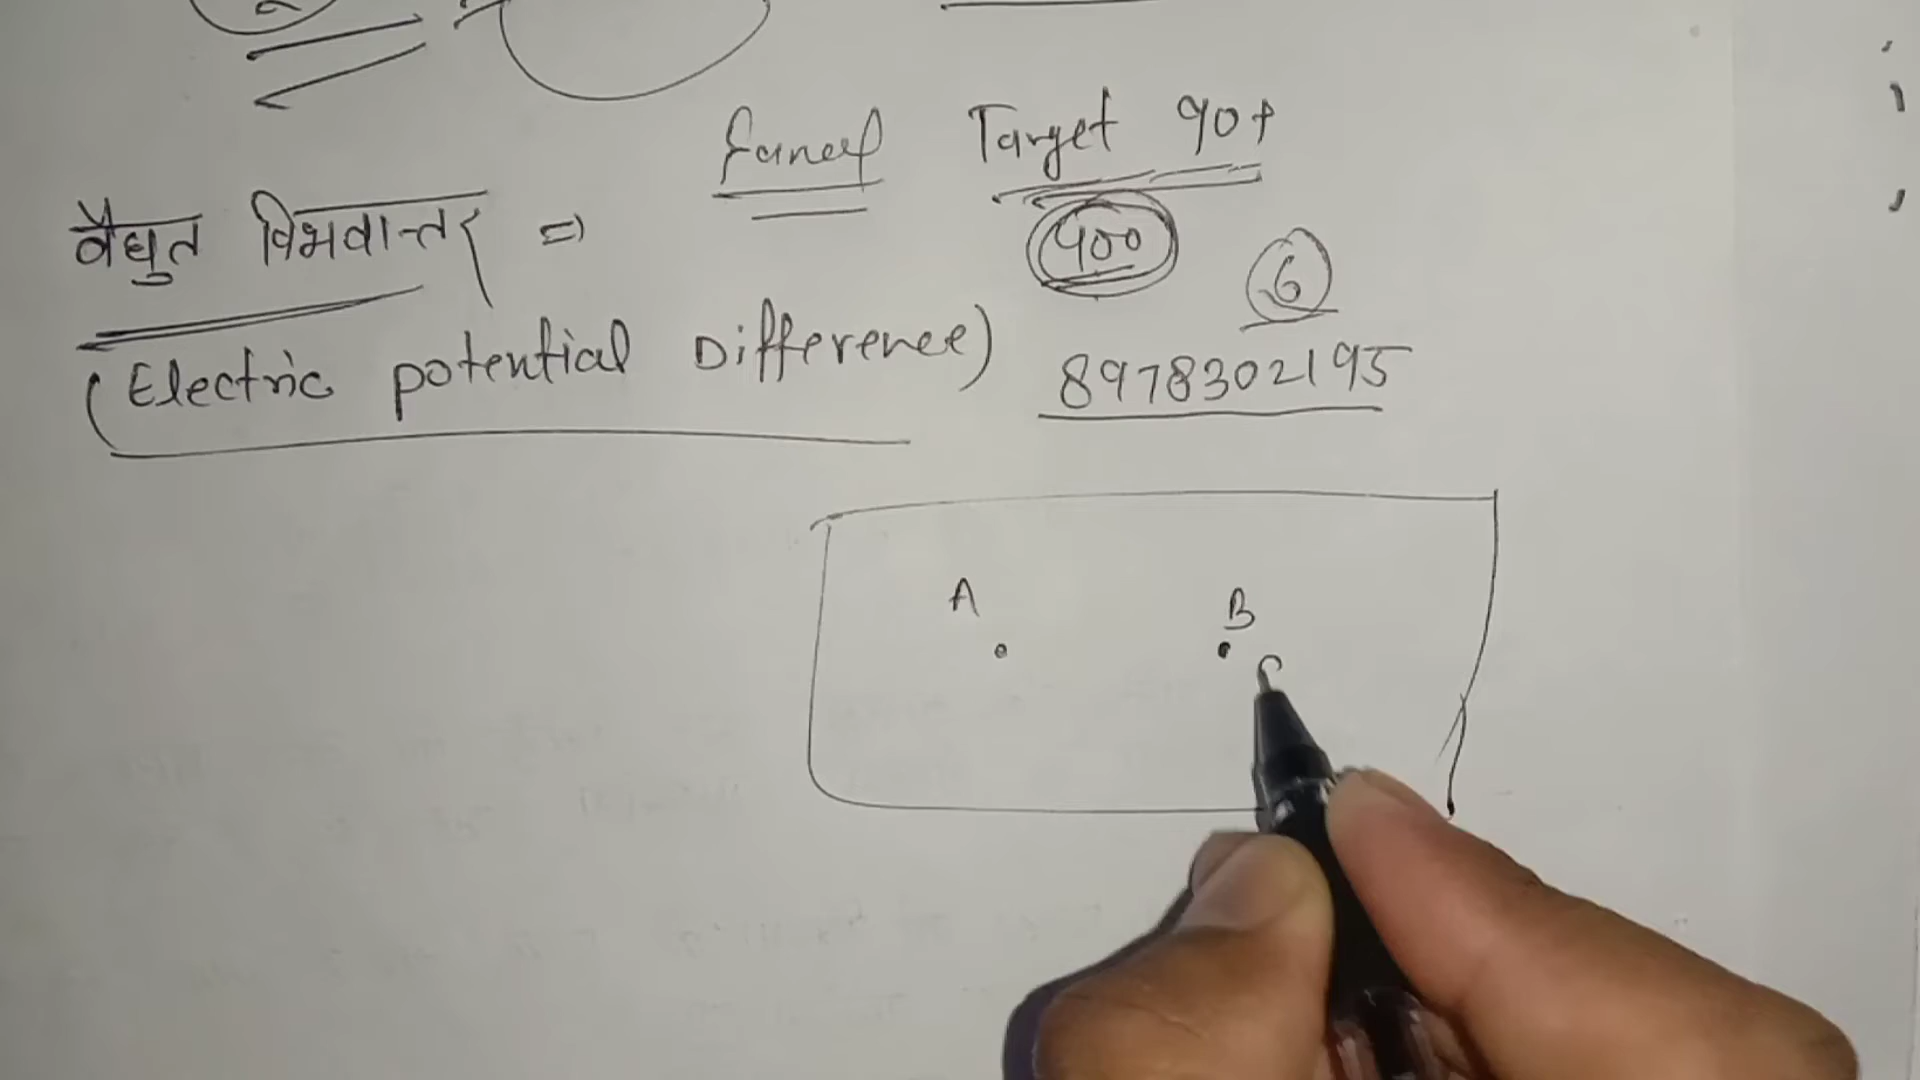 Target 90+
वैद्युत विभवान्तर ⇒
400
6
(Electric potential Difference)
8978302195
A
B